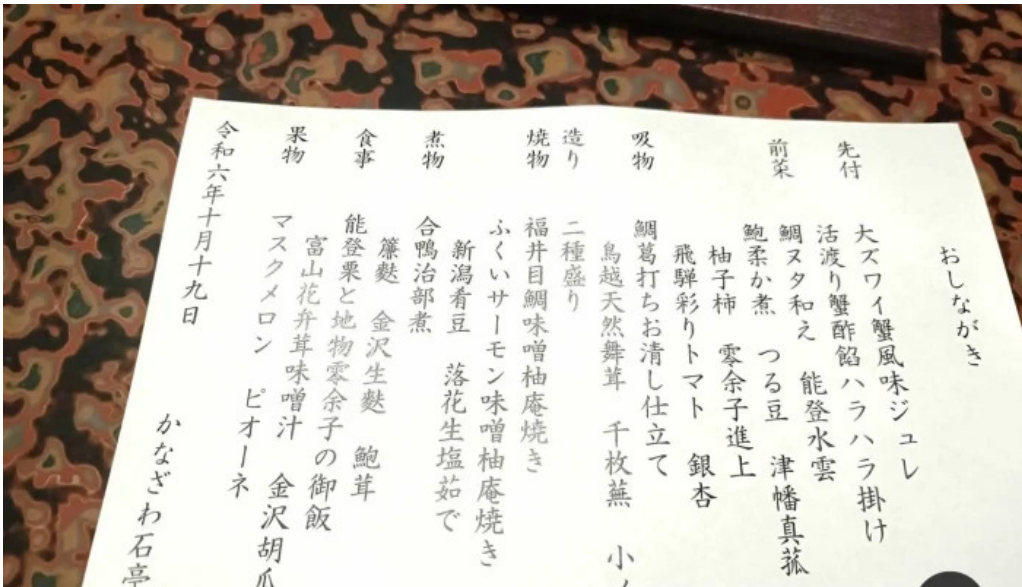 おしながき
先付 大ズワイ蟹風味ジュレ
活渡り蟹酢餡ハラハラ掛け
前菜 鯛ヌタ和え 能登水雲
鮑柔か煮 つる豆 津幡真菰
柚子柿 零余子進上
飛騨彩りトマト 銀杏
吸物 鯛葛打ちお清し仕立て
鳥越天然舞茸 千枚蕪 小
造り 二種盛り
焼物 福井目鯛味噌柚庵焼き
ふくいサーモン味噌柚庵焼き
新潟肴豆 落花生塩茹で
煮物 合鴨治部煮
簾麩 金沢生麩 鮑茸
食事 能登栗と地物零余子の御飯
富山花弁茸味噌汁 金沢胡瓜
果物 マスクメロン ピオーネ
令和六年十月十九日
かなざわ石亭